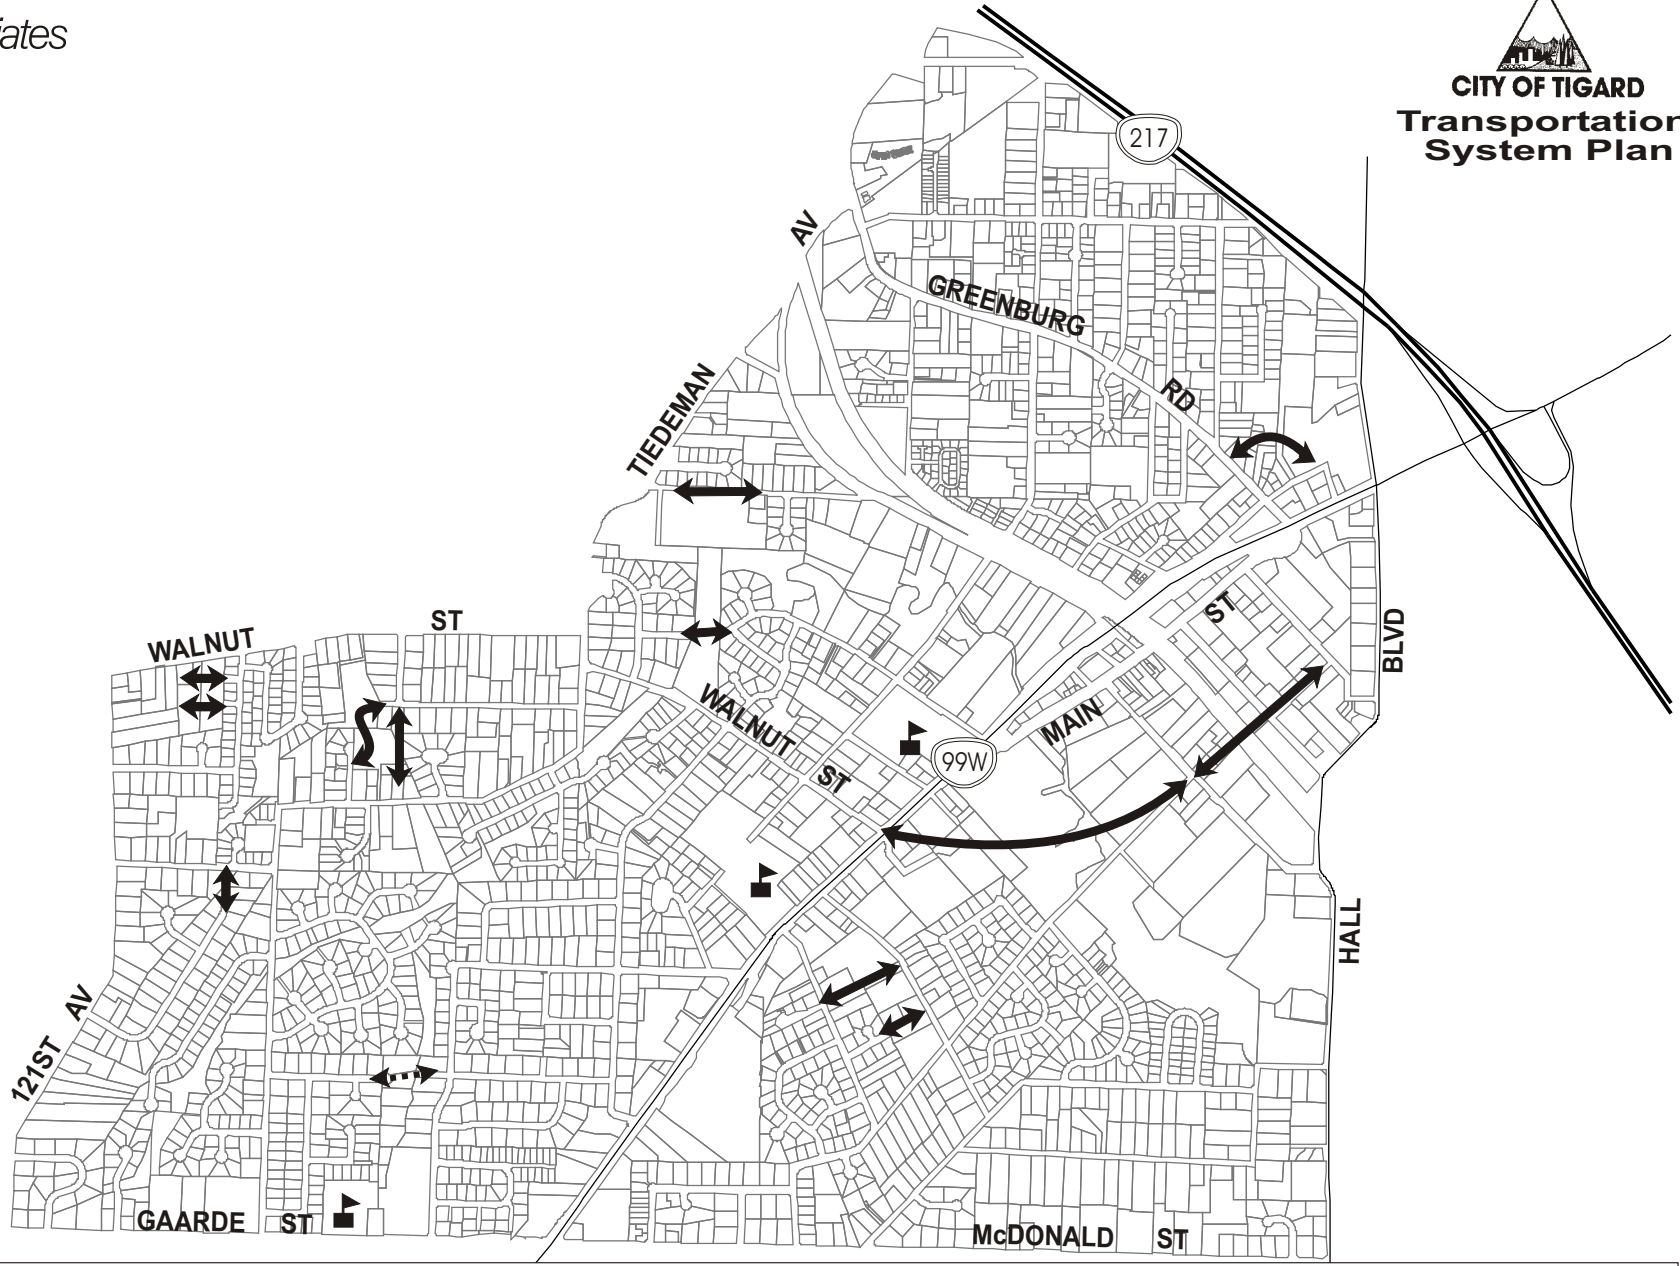 iates
CITY OF TIGARD
Transportation
System Plan
217
AV
GREENBURG
RD
TIEDEMAN
ST
BLVD
WALNUT
ST
WALNUT
ST
MAIN
99W
HALL
121ST
AV
GAARDE
ST
McDONALD
ST